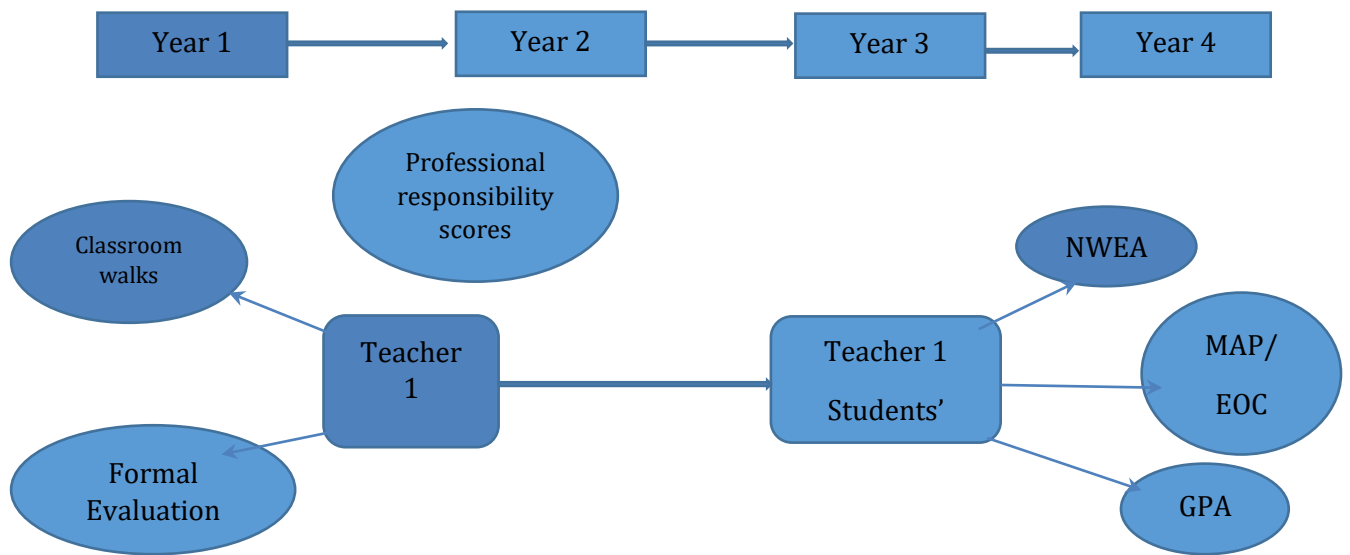 Year 1
Year 2
Year 3
Year 4
Professional
responsibility
scores
Classroom
walks
NWEA
Teacher
1
Teacher 1
Students’
MAP/
EOC
Formal
Evaluation
GPA